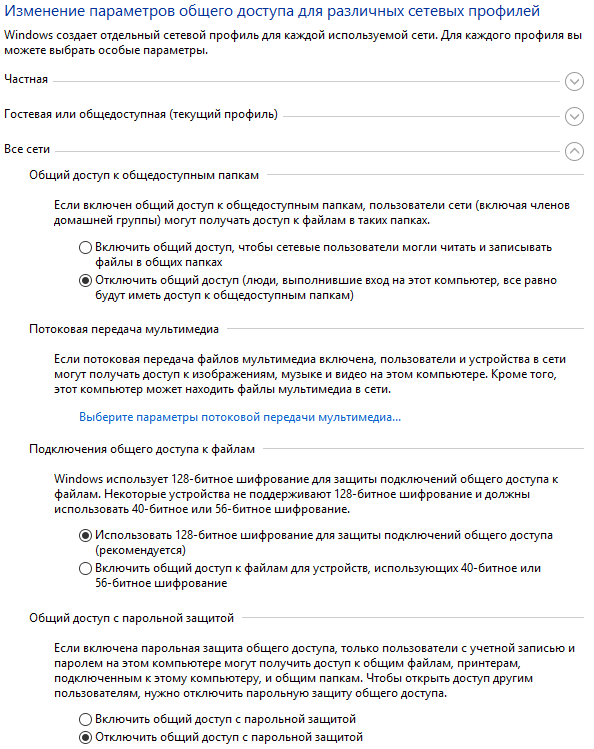 Изменение параметров общего доступа для различных сетевых профилей
Windows создает отдельный сетевой профиль для каждой используемой сети. Для каждого профиля вы
можете выбрать особые параметры.
Частная
Гостевая или общедоступная (текущий профиль)
Все сети
Общий доступ к общедоступным папкам
Если включен общий доступ к общедоступным папкам, пользователи сети (включая членов
домашней группы) могут получать доступ к файлам в таких папках.
Включить общий доступ, чтобы сетевые пользователи могли читать и записывать
файлы в общих папках
Отключить общий доступ (люди, выполнившие вход на этот компьютер, все равно
будут иметь доступ к общедоступным папкам)
Потоковая передача мультимедиа
Если потоковая передача файлов мультимедиа включена, пользователи и устройства в сети
могут получать доступ к изображениям, музыке и видео на этом компьютере. Кроме того,
этот компьютер может находить файлы мультимедиа в сети.
Выберите параметры потоковой передачи мультимедиа...
Подключения общего доступа к файлам
Windows использует 128-битное шифрование для защиты подключений общего доступа к
файлам. Некоторые устройства не поддерживают 128-битное шифрование и должны
использовать 40-битное или 56-битное шифрование.
Использовать 128-битное шифрование для защиты подключений общего доступа
(рекомендуется)
Включить общий доступ к файлам для устройств, использующих 40-битное или
56-битное шифрование
Общий доступ с парольной защитой
Если включена парольная защита общего доступа, только пользователи с учетной записью и
паролем на этом компьютере могут получить доступ к общим файлам, принтерам,
подключенным к этому компьютеру, и общим папкам. Чтобы открыть доступ другим
пользователям, нужно отключить парольную защиту общего доступа.
Включить общий доступ с парольной защитой
Отключить общий доступ с парольной защитой